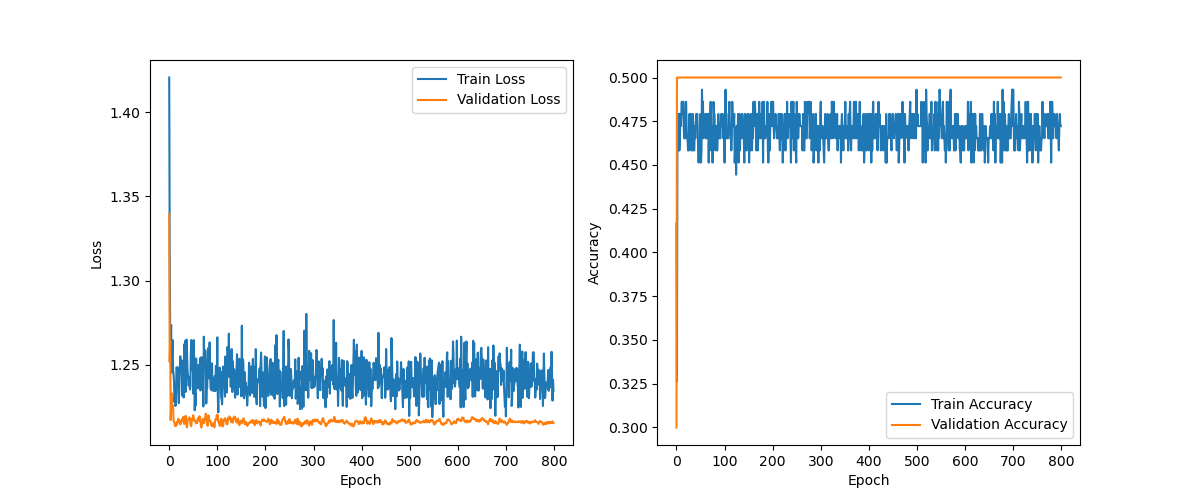 Train Loss
Validation Loss
1.40
1.35
1.30
1.25
Loss
0 100 200 300 400 500 600 700 800
Epoch
0.500
0.475
0.450
0.425
0.400
0.375
0.350
0.325
0.300
Accuracy
Train Accuracy
Validation Accuracy
0 100 200 300 400 500 600 700 800
Epoch